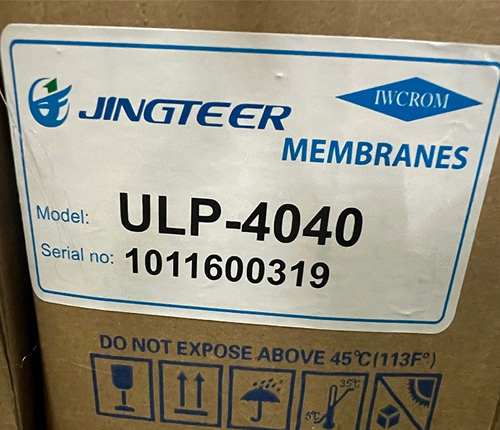 JINGTEER
IWCROM
MEMBRANES
Model: ULP-4040
Serial no: 1011600319
DO NOT EXPOSE ABOVE 45℃(113F°)
35℃
5℃